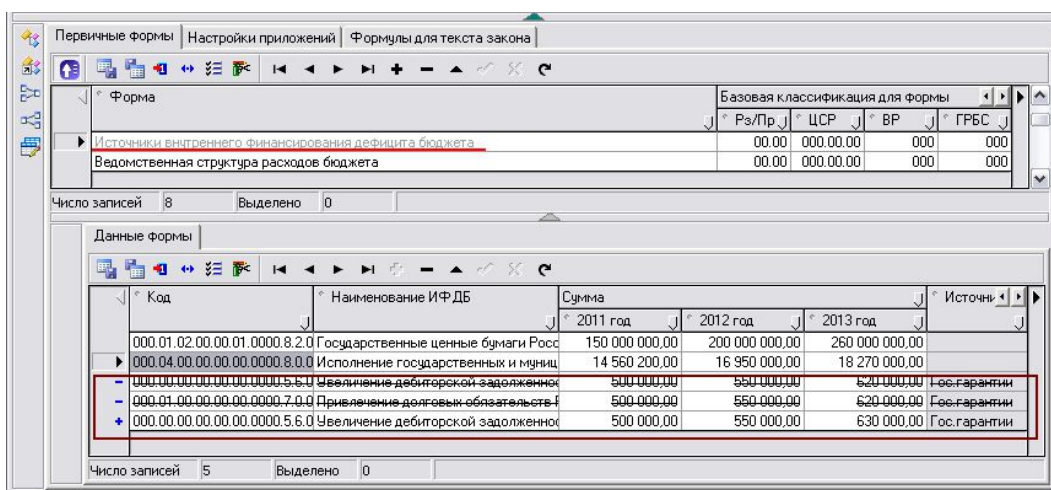 Первичные формы Настройки приложений Формулы для текста закона
Форма Базовая классификация для формы
Рз/Пр ЦСР ВР ГРБС
Источники внутреннего финансирования дефицита бюджета 00.00 000.00.00 000 000
Ведомственная структура расходов бюджета 00.00 000.00.00 000 000
Число записей 8 Выделено 0
Данные формы
Код Наименование ИФДБ Сумма Источни
2011 год 2012 год 2013 год
000.01.02.00.00.01.0000.8.2.0 Государственные ценные бумаги Росс 150 000 000,00 200 000 000,00 260 000 000,00
000.04.00.00.00.00.0000.8.0.0 Исполнение государственных и муниц 14 560 200,00 16 950 000,00 18 270 000,00
000.00.00.00.00.00.0000.5.6.0 Увеличение дебиторской задолженнос 500 000,00 550 000,00 620 000,00 Гос.гарантии
000.01.00.00.00.00.0000.7.0.0 Привлечение долговых обязательств Р 500 000,00 550 000,00 620 000,00 Гос.гарантии
000.00.00.00.00.00.0000.5.6.0 Увеличение дебиторской задолженнос 500 000,00 550 000,00 630 000,00 Гос.гарантии
Число записей 5 Выделено 0